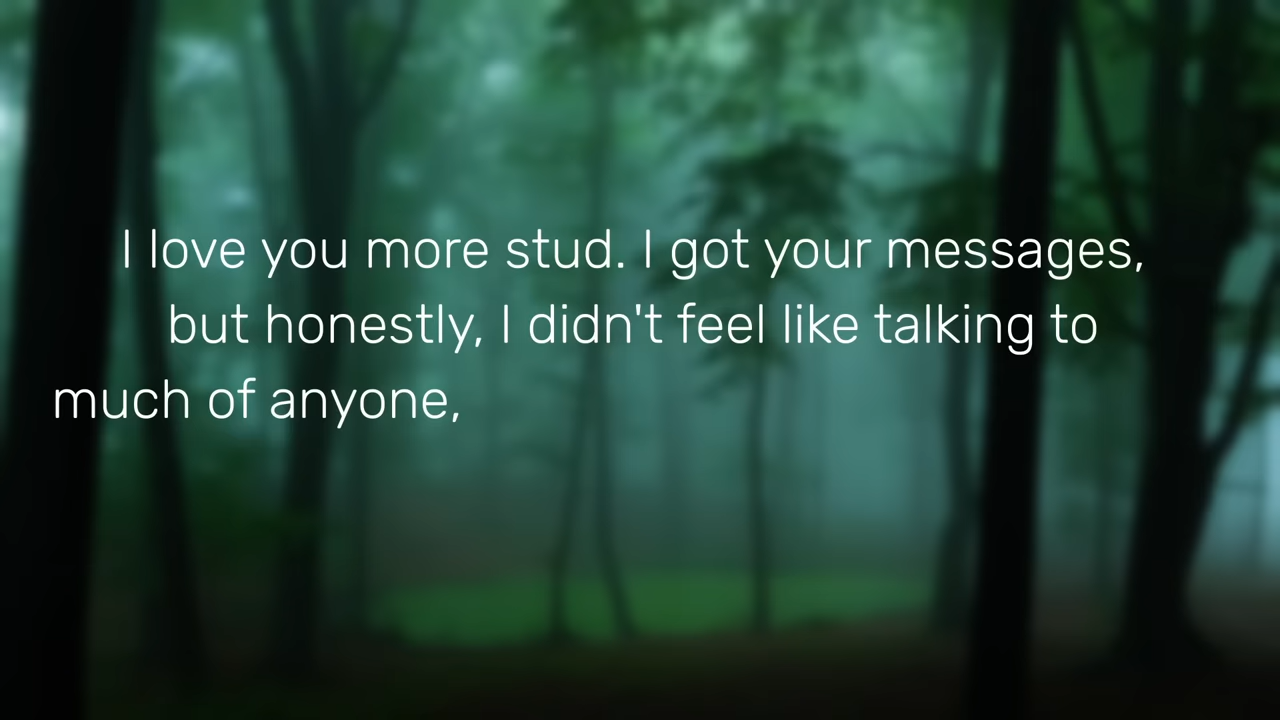 I love you more stud. I got your messages,
but honestly, I didn't feel like talking to
much of anyone,